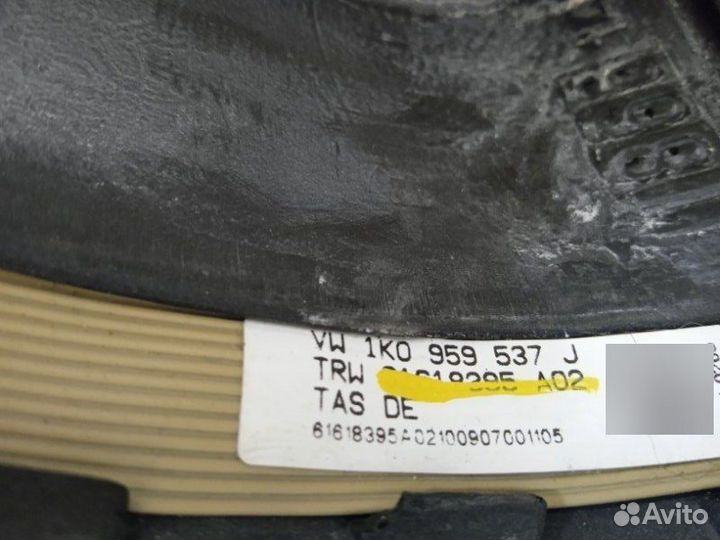 VW 1K0 959 537 J
TRW 61618395 A02
TAS DE
61618395A02100907001105
Avito